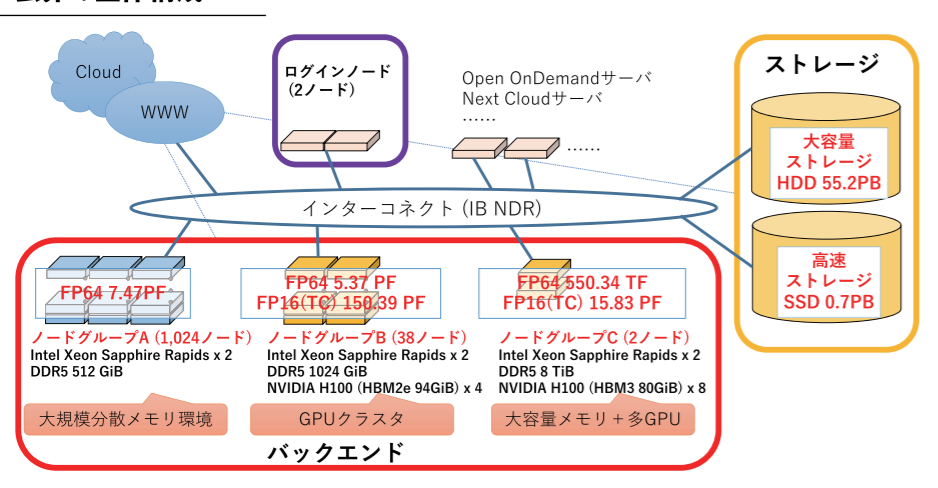 Cloud
WWW
ログインノード
(2ノード)
Open OnDemandサーバ
Next Cloudサーバ
……
……
ストレージ
大容量
ストレージ
HDD 55.2PB
高速
ストレージ
SSD 0.7PB
インターコネクト (IB NDR)
FP64 7.47PF
ノードグループA (1,024ノード)
Intel Xeon Sapphire Rapids x 2
DDR5 512 GiB
大規模分散メモリ環境
FP64 5.37 PF
FP16(TC) 150.39 PF
ノードグループB (38ノード)
Intel Xeon Sapphire Rapids x 2
DDR5 1024 GiB
NVIDIA H100 (HBM2e 94GiB) x 4
GPUクラスタ
FP64 550.34 TF
FP16(TC) 15.83 PF
ノードグループC (2ノード)
Intel Xeon Sapphire Rapids x 2
DDR5 8 TiB
NVIDIA H100 (HBM3 80GiB) x 8
大容量メモリ＋多GPU
バックエンド